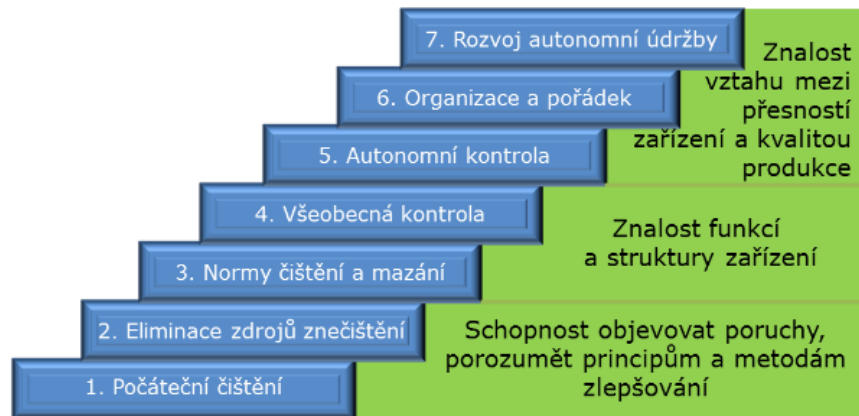 7. Rozvoj autonomní údržby
6. Organizace a pořádek
5. Autonomní kontrola
4. Všeobecná kontrola
3. Normy čištění a mazání
2. Eliminace zdrojů znečištění
1. Počáteční čištění
Znalost
vztahu mezi
přesností
zařízení a kvalitou
produkce
Znalost funkcí
a struktury zařízení
Schopnost objevovat poruchy,
porozumět principům a metodám
zlepšování